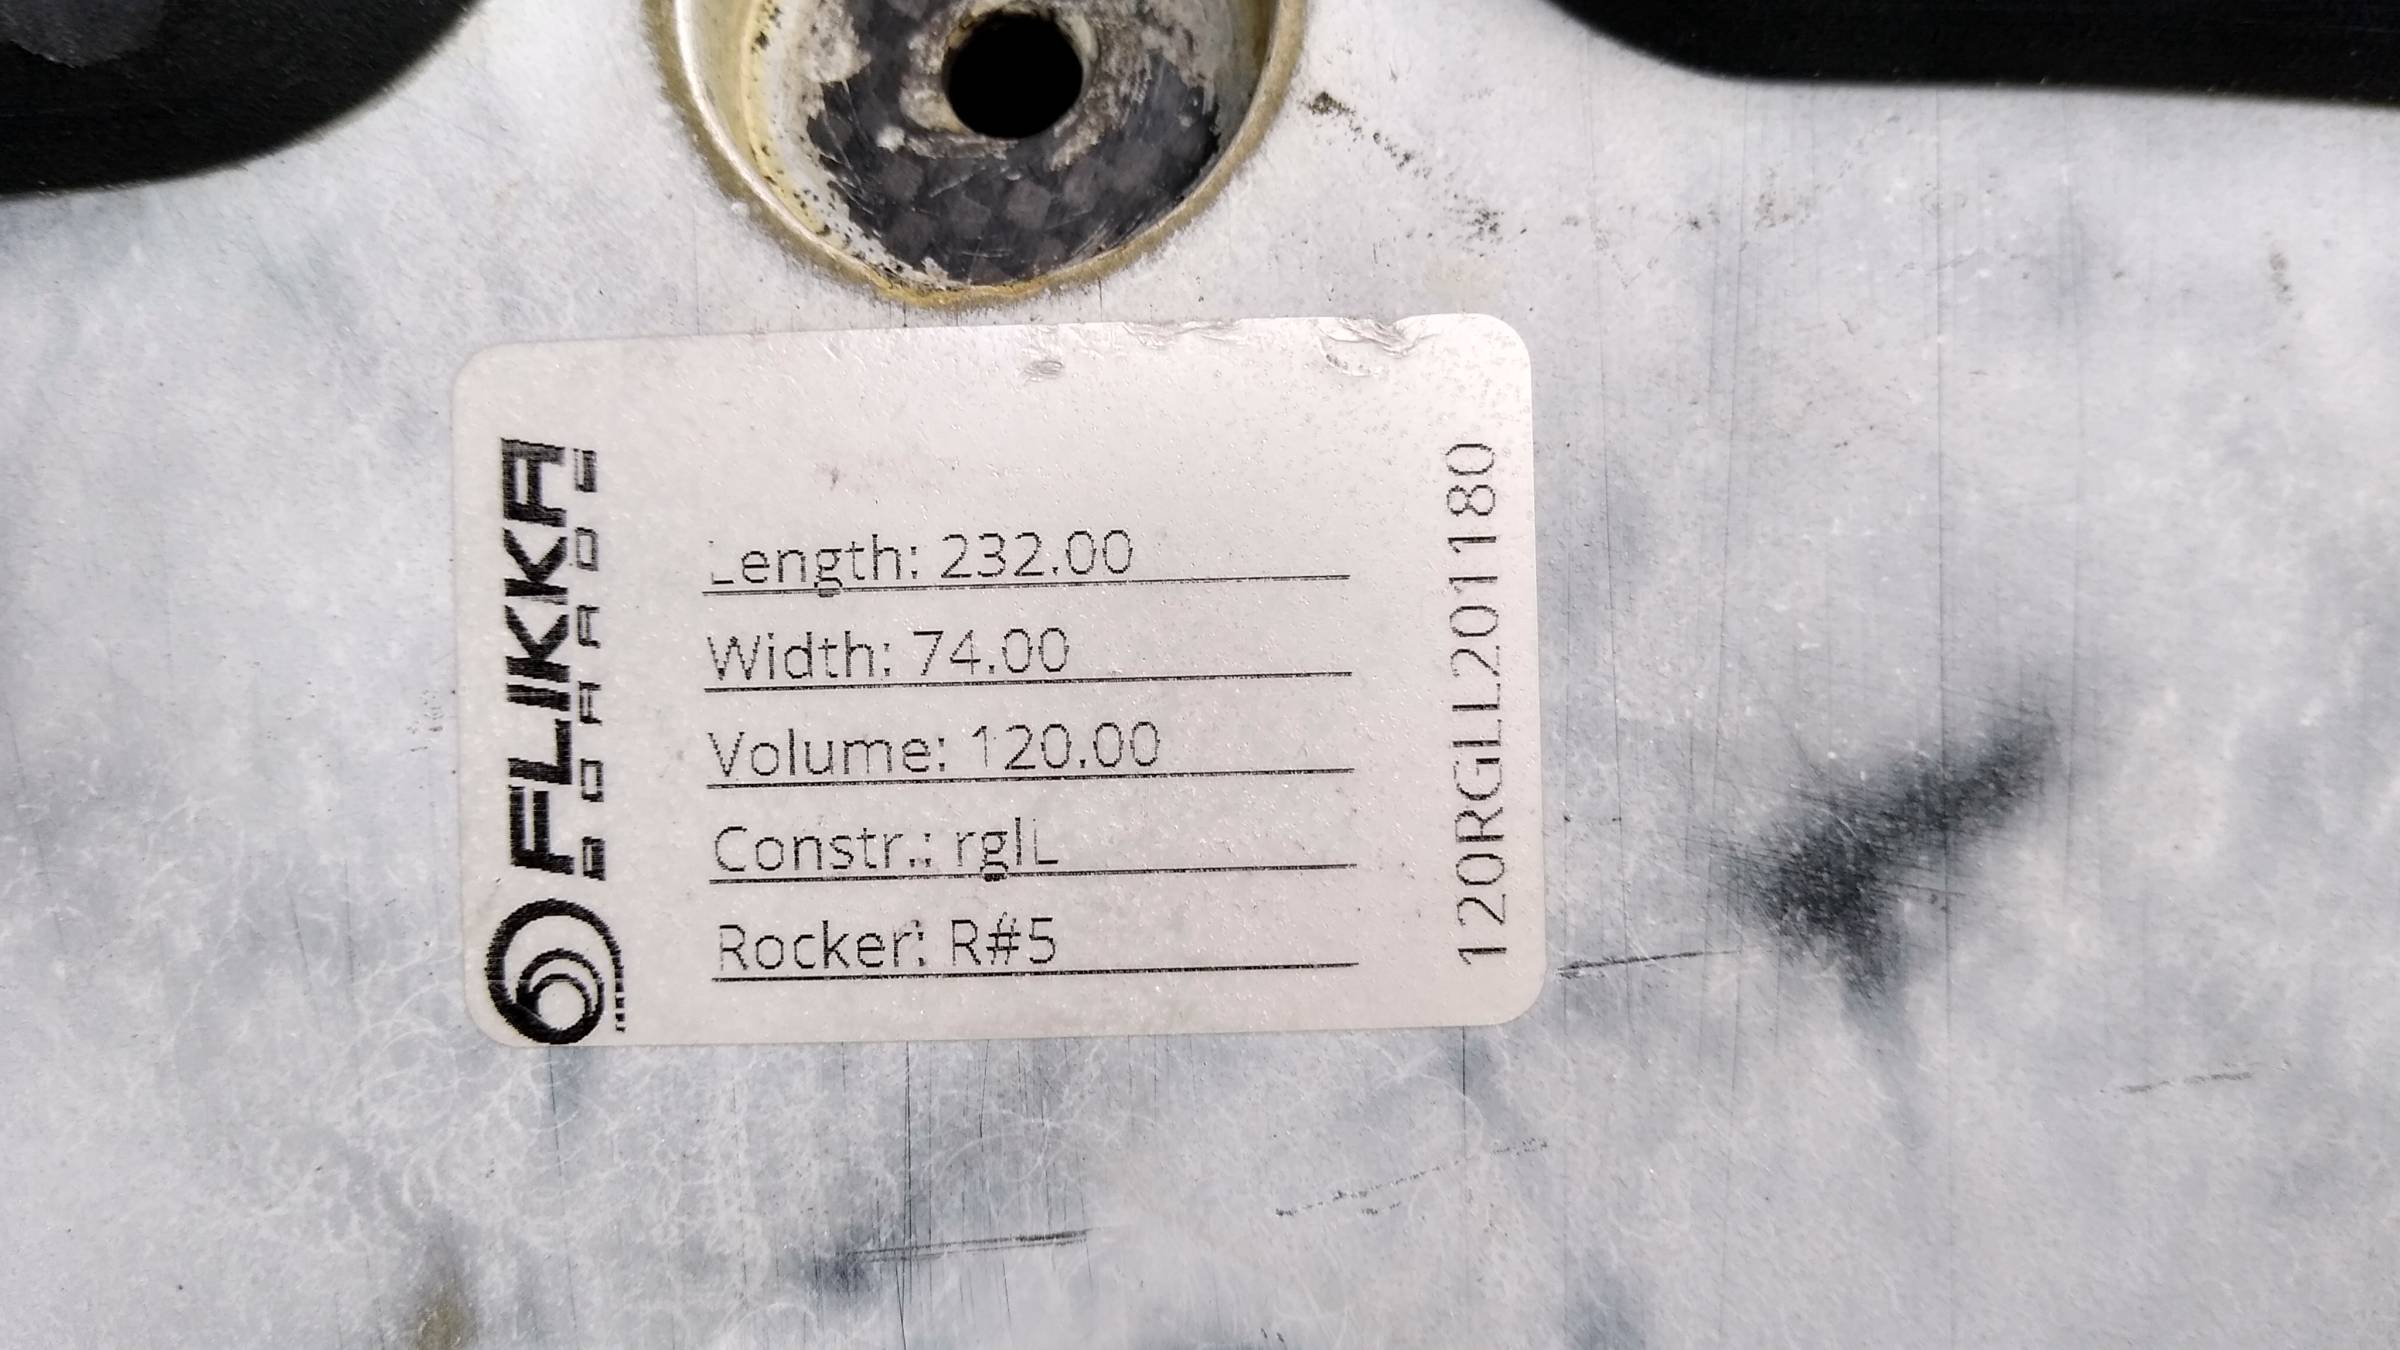 FLIKKA
BOARDS
Length: 232.00
Width: 74.00
Volume: 120.00
Constr.: rglL
Rocker: R#5
120RGLL201180